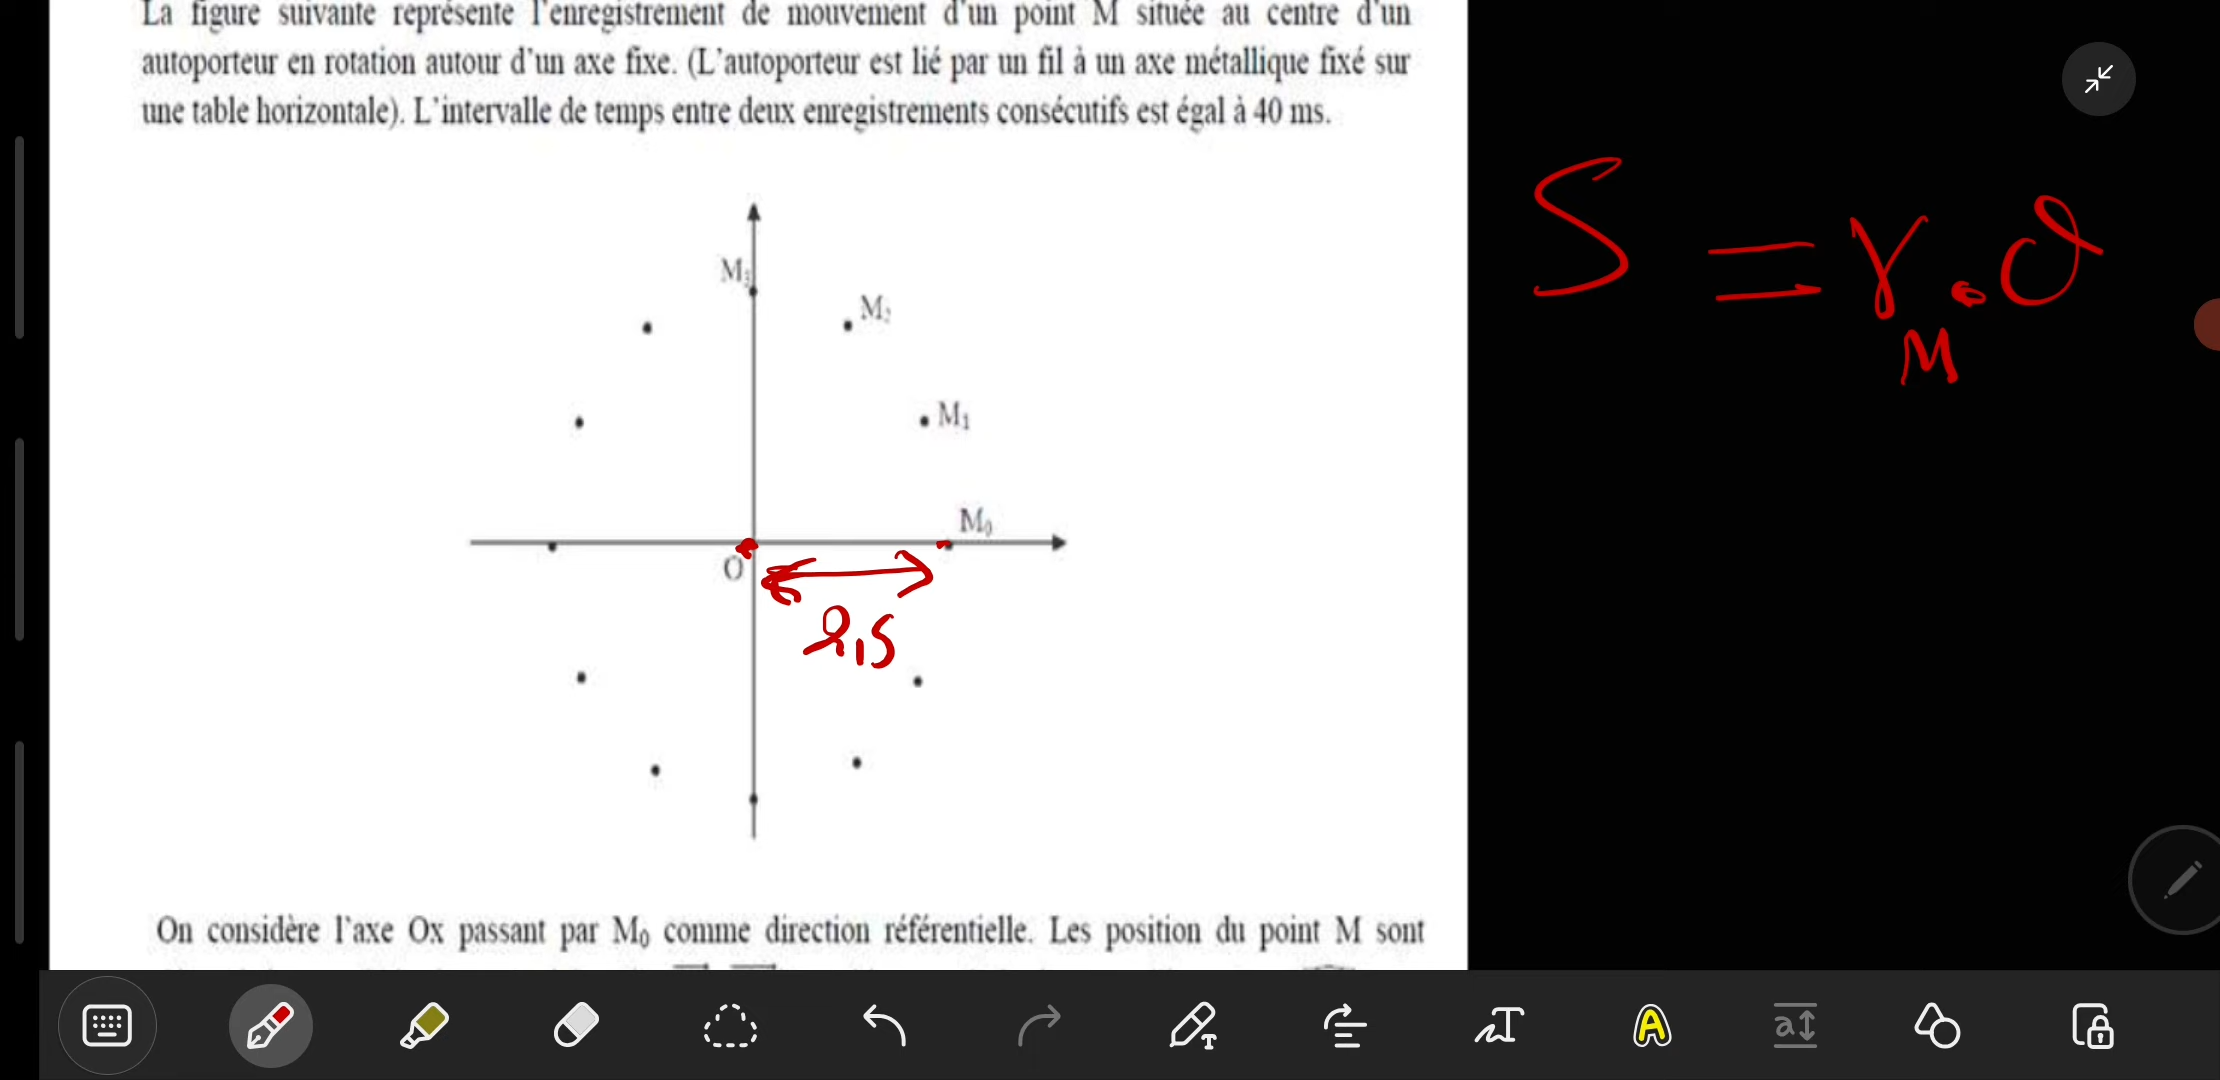 La figure suivante représente l'enregistrement de mouvement d'un point M située au centre d'un
autoporteur en rotation autour d'un axe fixe. (L'autoporteur est lié par un fil à un axe métallique fixé sur
une table horizontale). L'intervalle de temps entre deux enregistrements consécutifs est égal à 40 ms.
S = r . θ
M
M₃
M₂
M₁
M₀
O
2,5
On considère l'axe Ox passant par M₀ comme direction référentielle. Les position du point M sont